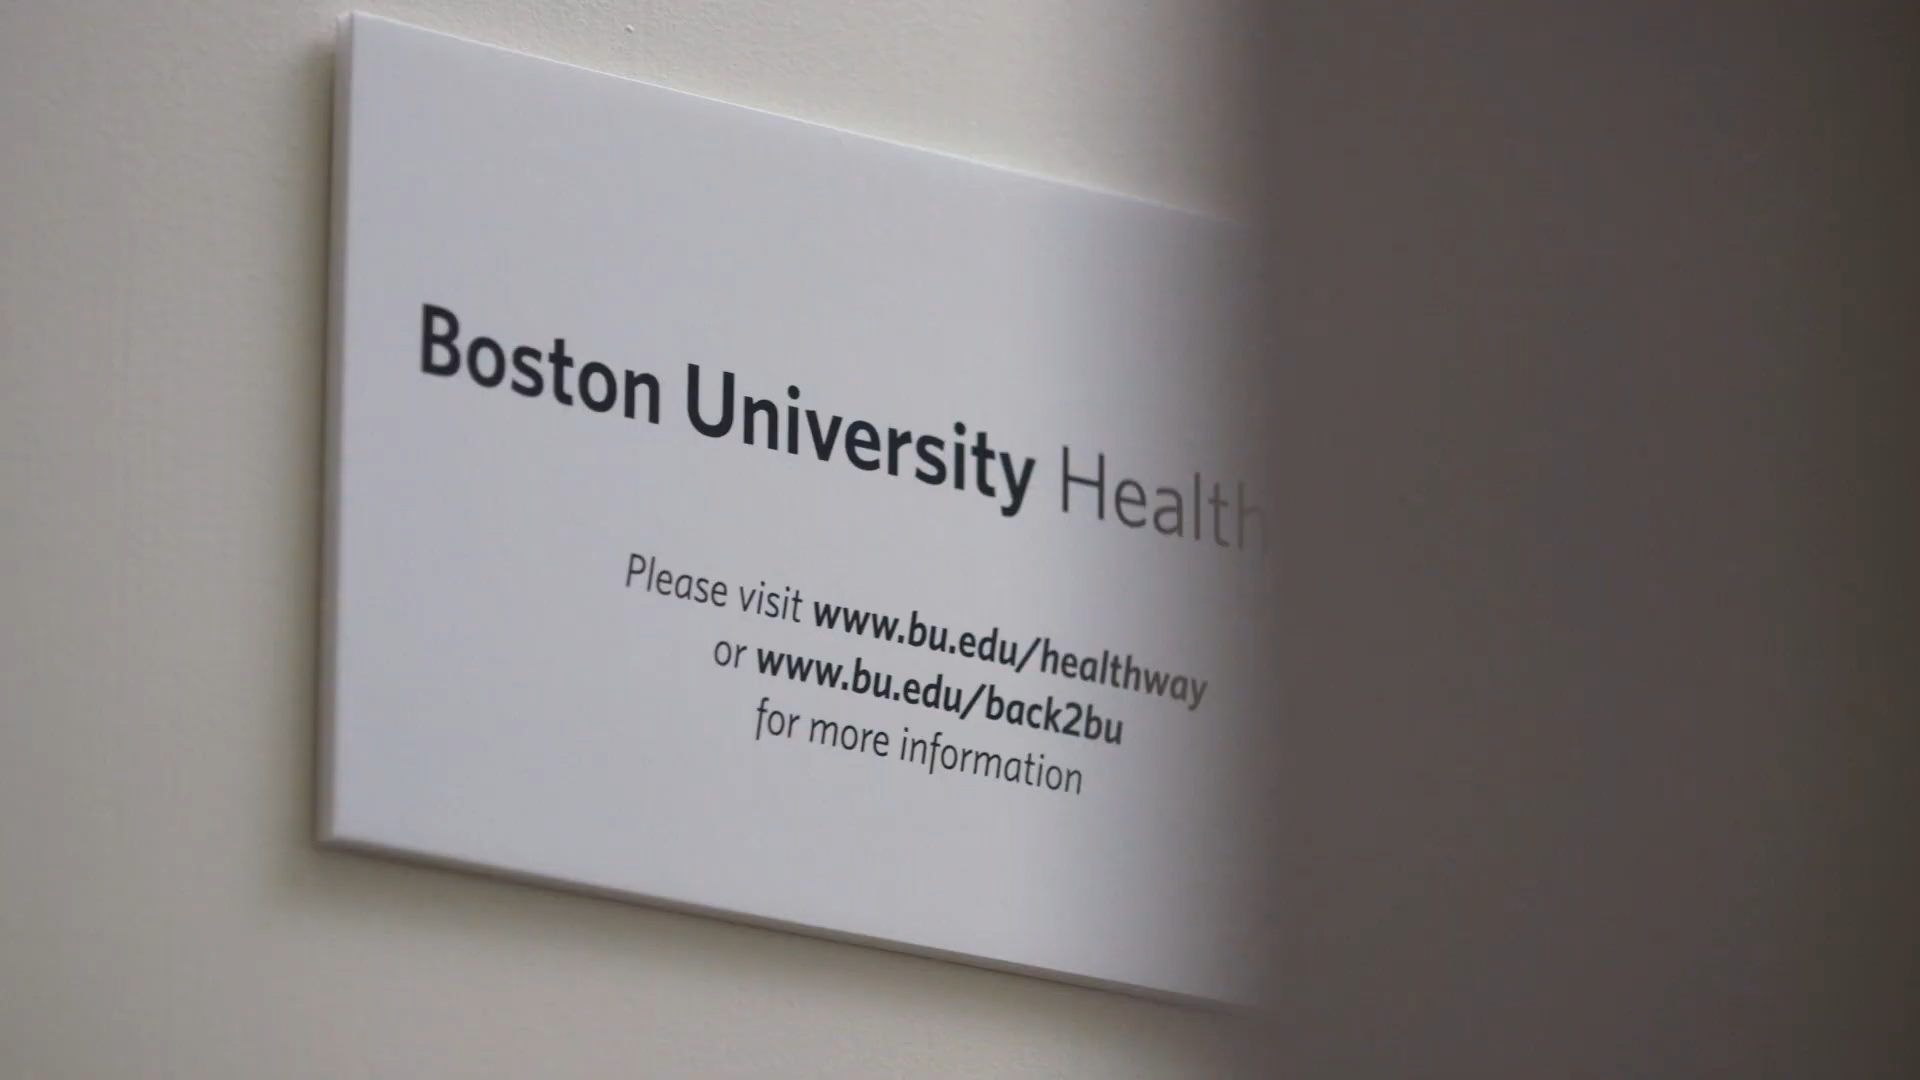 Boston University Health
Please visit www.bu.edu/healthway
or www.bu.edu/back2bu
for more information